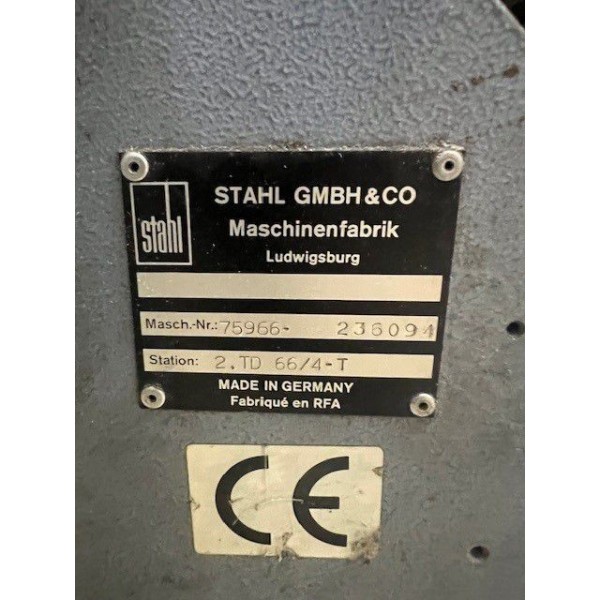 stahl
STAHL GMBH & CO
Maschinenfabrik
Ludwigsburg
Masch.-Nr.: 75966- 236094
Station: 2.TD 66/4-T
MADE IN GERMANY
Fabriqué en RFA
CE